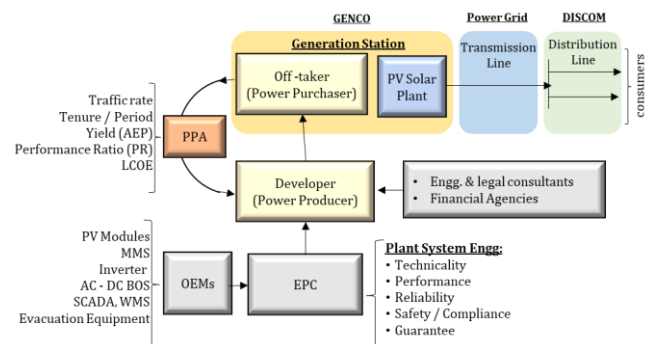 GENCO
Power Grid
DISCOM
Generation Station
Transmission
Line
Distribution
Line
Off -taker
(Power Purchaser)
PV Solar
Plant
consumers
Traffic rate
Tenure / Period
Yield (AEP)
Performance Ratio (PR)
LCOE
PPA
Developer
(Power Producer)
• Engg. & legal consultants
• Financial Agencies
PV Modules
MMS
Inverter
AC - DC BOS
SCADA, WMS
Evacuation Equipment
OEMs
EPC
Plant System Engg:
• Technicality
• Performance
• Reliability
• Safety / Compliance
• Guarantee